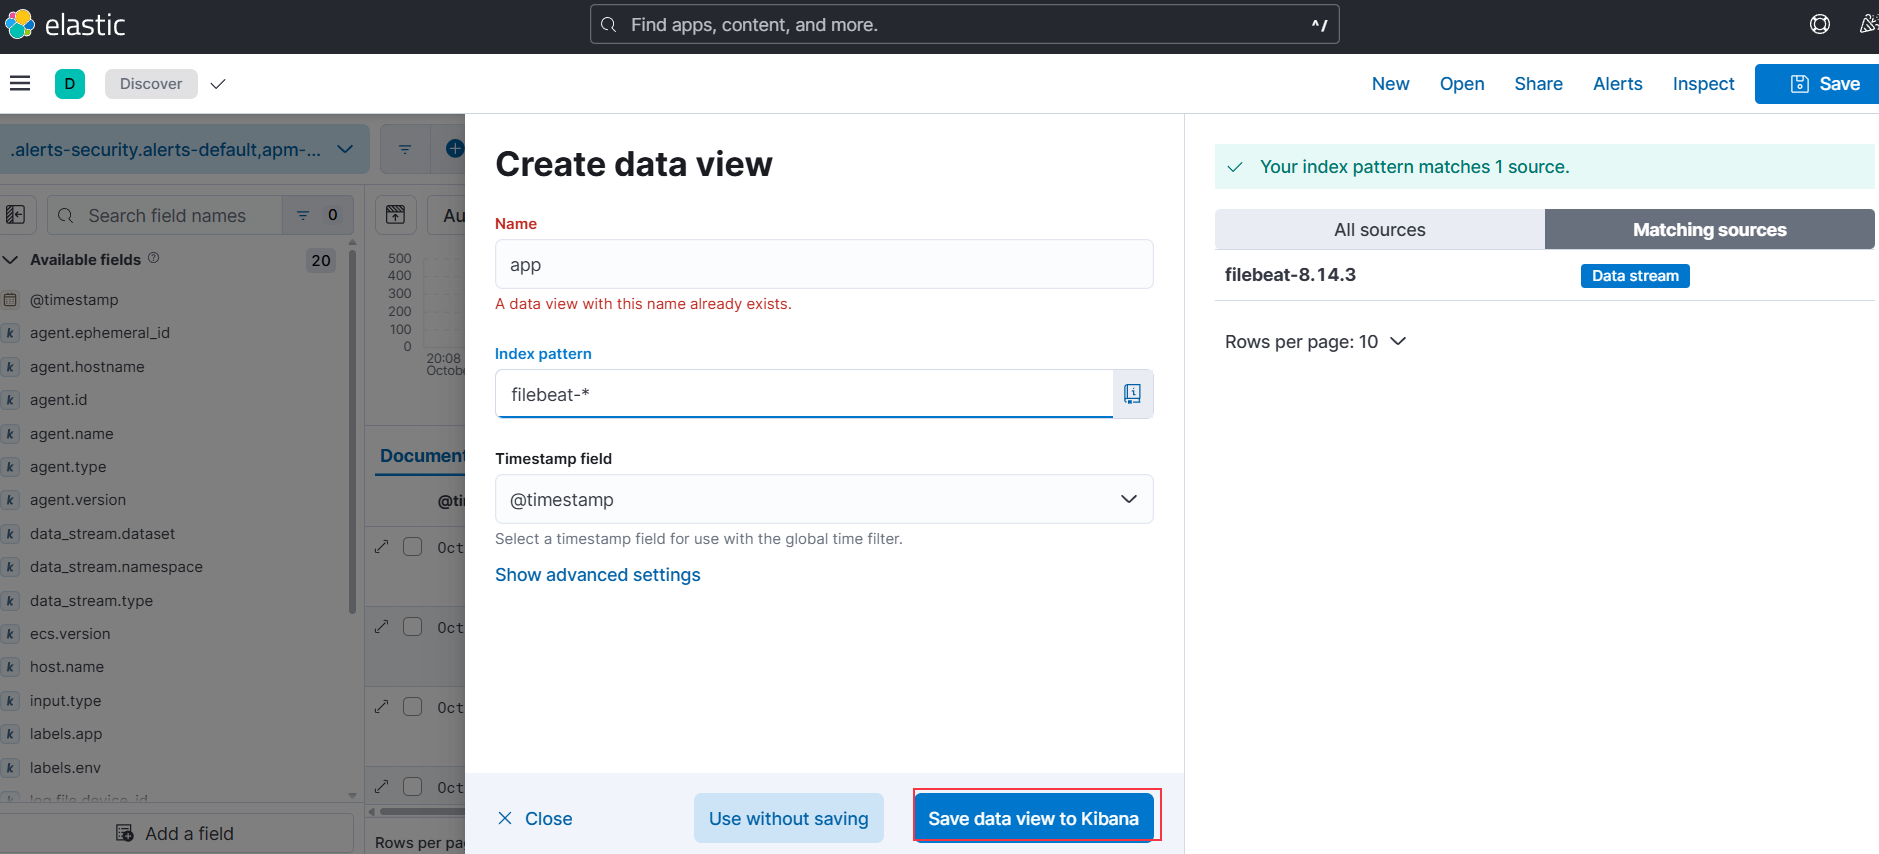 elastic
Find apps, content, and more.
^/
D
Discover
New
Open
Share
Alerts
Inspect
Save
.alerts-security.alerts-default,apm-...
Search field names
0
Available fields
20
@timestamp
agent.ephemeral_id
agent.hostname
agent.id
agent.name
agent.type
agent.version
data_stream.dataset
data_stream.namespace
data_stream.type
ecs.version
host.name
input.type
labels.app
labels.env
log.file.device_id
Add a field
Au
500
400
300
200
100
0
20:08
Octobe
Document
@ti
Oct
Oct
Oct
Oct
Rows per pa
Create data view
Name
app
A data view with this name already exists.
Index pattern
filebeat-*
Timestamp field
@timestamp
Select a timestamp field for use with the global time filter.
Show advanced settings
Close
Use without saving
Save data view to Kibana
Your index pattern matches 1 source.
All sources
Matching sources
filebeat-8.14.3
Data stream
Rows per page: 10